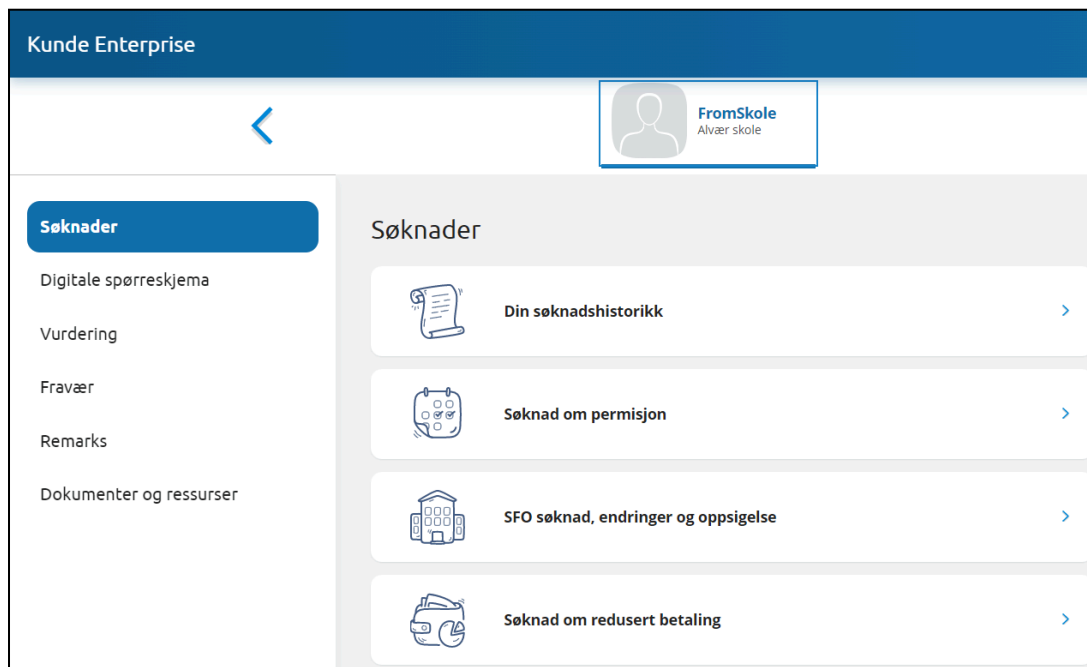 Kunde Enterprise
FromSkole
Alvær skole
Søknader
Digitale spørreskjema
Vurdering
Fravær
Remarks
Dokumenter og ressurser
Søknader
Din søknadshistorikk
Søknad om permisjon
SFO søknad, endringer og oppsigelse
Søknad om redusert betaling